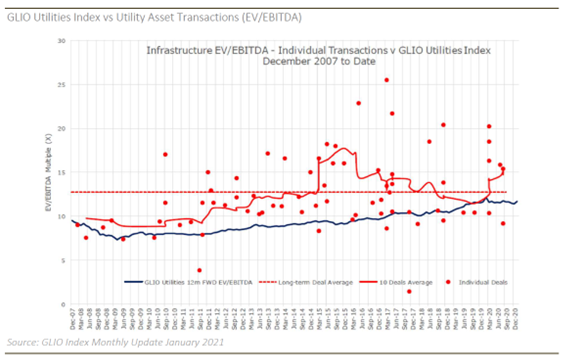 GLIO Utilities Index vs Utility Asset Transactions (EV/EBITDA)
Infrastructure EV/EBITDA - Individual Transactions v GLIO Utilities Index
December 2007 to Date
30
25
20
15
10
5
0
EV/EBITDA Multiple (X)
GLIO Utilities 12m FWD EV/EBITDA
Long-term Deal Average
10 Deals Average
Individual Deals
Dec-07
Mar-08
Jun-08
Sep-08
Dec-08
Mar-09
Jun-09
Sep-09
Dec-09
Mar-10
Jun-10
Sep-10
Dec-10
Mar-11
Jun-11
Sep-11
Dec-11
Mar-12
Jun-12
Sep-12
Dec-12
Mar-13
Jun-13
Sep-13
Dec-13
Mar-14
Jun-14
Sep-14
Dec-14
Mar-15
Jun-15
Sep-15
Dec-15
Mar-16
Jun-16
Sep-16
Dec-16
Mar-17
Jun-17
Sep-17
Dec-17
Mar-18
Jun-18
Sep-18
Dec-18
Mar-19
Jun-19
Sep-19
Dec-19
Mar-20
Jun-20
Sep-20
Dec-20
Source: GLIO Index Monthly Update January 2021